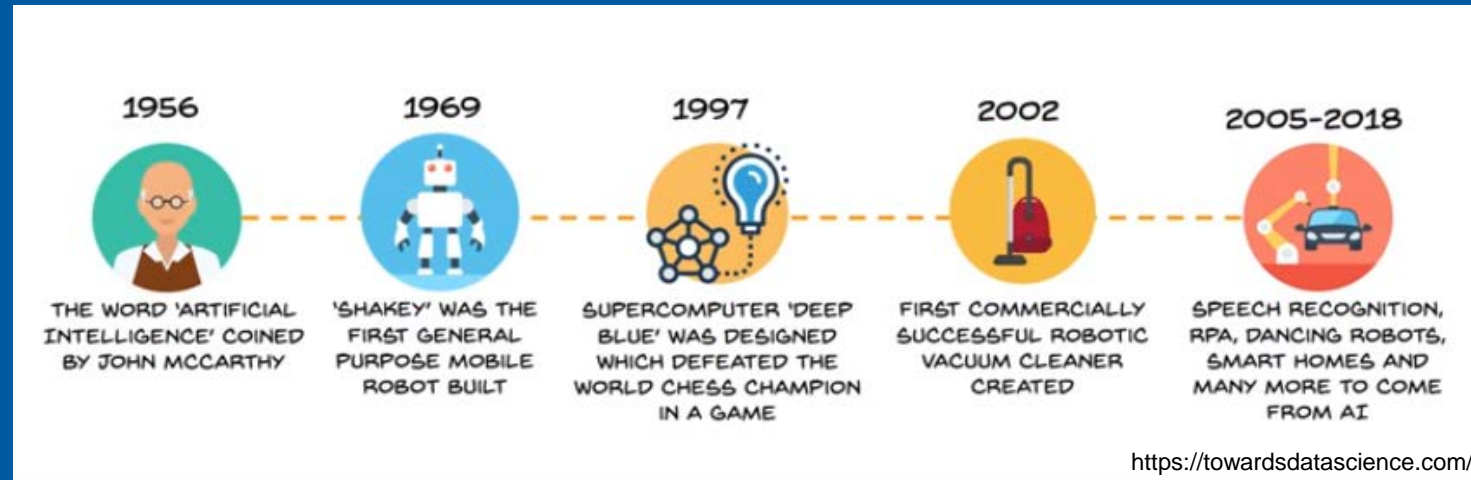 1956
THE WORD 'ARTIFICIAL
INTELLIGENCE' COINED
BY JOHN MCCARTHY
1969
'SHAKEY' WAS THE
FIRST GENERAL
PURPOSE MOBILE
ROBOT BUILT
1997
SUPERCOMPUTER 'DEEP
BLUE' WAS DESIGNED
WHICH DEFEATED THE
WORLD CHESS CHAMPION
IN A GAME
2002
FIRST COMMERCIALLY
SUCCESSFUL ROBOTIC
VACUUM CLEANER
CREATED
2005-2018
SPEECH RECOGNITION,
RPA, DANCING ROBOTS,
SMART HOMES AND
MANY MORE TO COME
FROM AI
https://towardsdatascience.com/